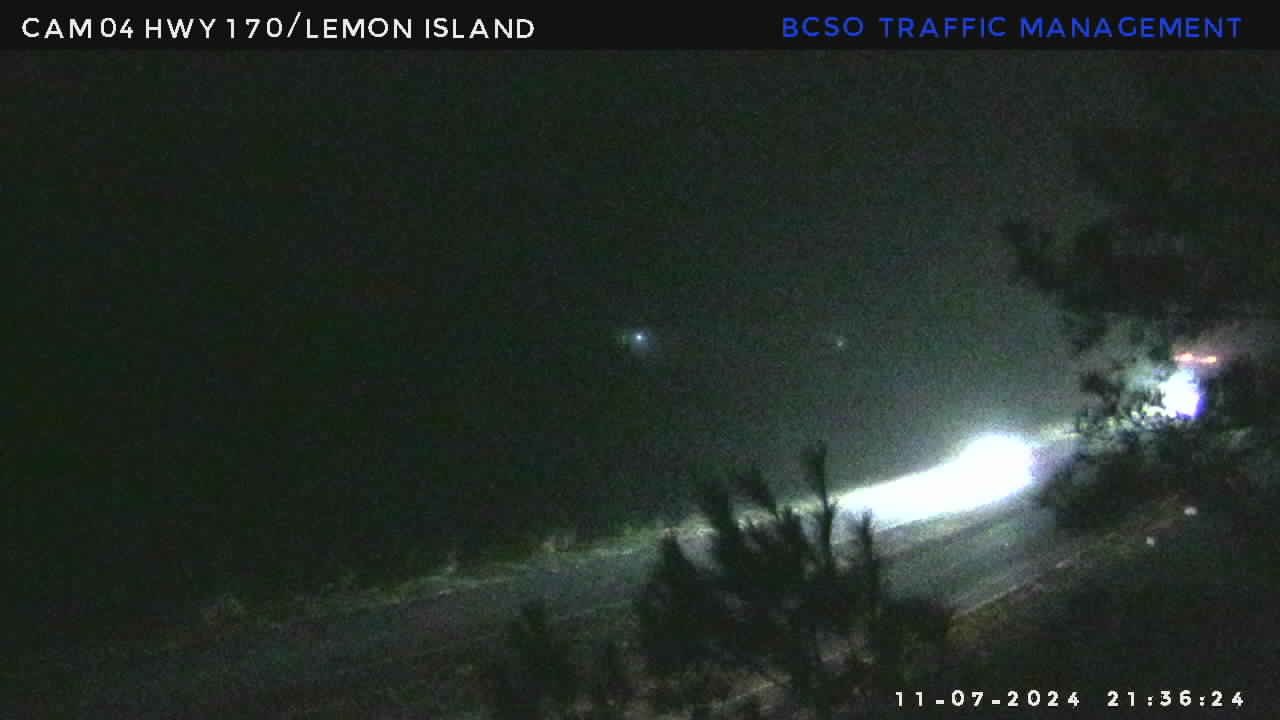 CAM04 HWY 170/LEMON ISLAND
BCSO TRAFFIC MANAGEMENT
11-07-2024 21:36:24